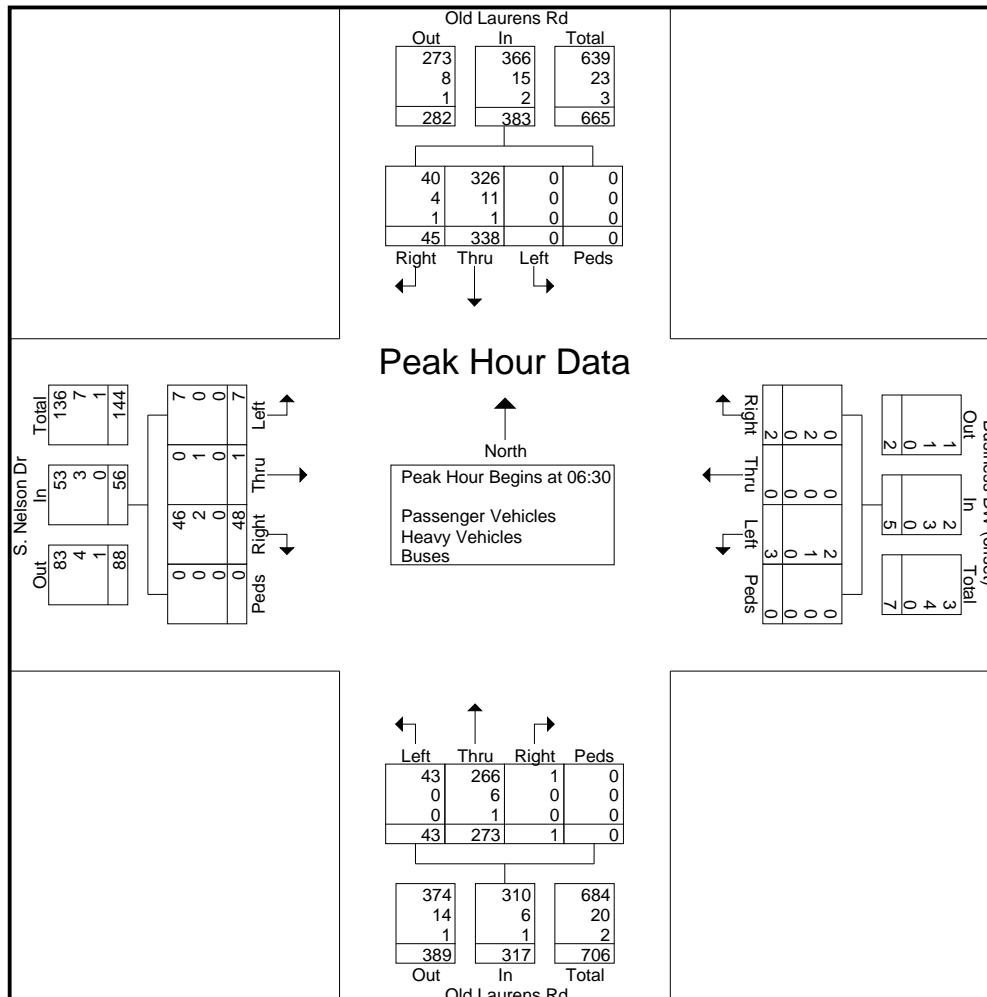 Old Laurens Rd
Out In Total
273 366 639
8 15 23
1 2 3
282 383 665
40 326 0 0
4 11 0 0
1 1 0 0
45 338 0 0
Right Thru Left Peds
Peak Hour Data
North
Peak Hour Begins at 06:30
Passenger Vehicles
Heavy Vehicles
Buses
S. Nelson Dr
Out In Total
83 53 136
4 3 7
1 0 1
88 56 144
Peds Right Thru Left
0 46 0 7
0 2 1 0
0 0 0 0
0 48 1 7
Out In Total
1 2 3
1 3 4
0 0 0
2 5 7
0 0 2 0
2 0 1 0
0 0 0 0
2 0 3 0
Right Thru Left Peds
Left Thru Right Peds
43 266 1 0
0 6 0 0
0 1 0 0
43 273 1 0
374 310 684
14 6 20
1 1 2
389 317 706
Out In Total
Old Laurens Rd